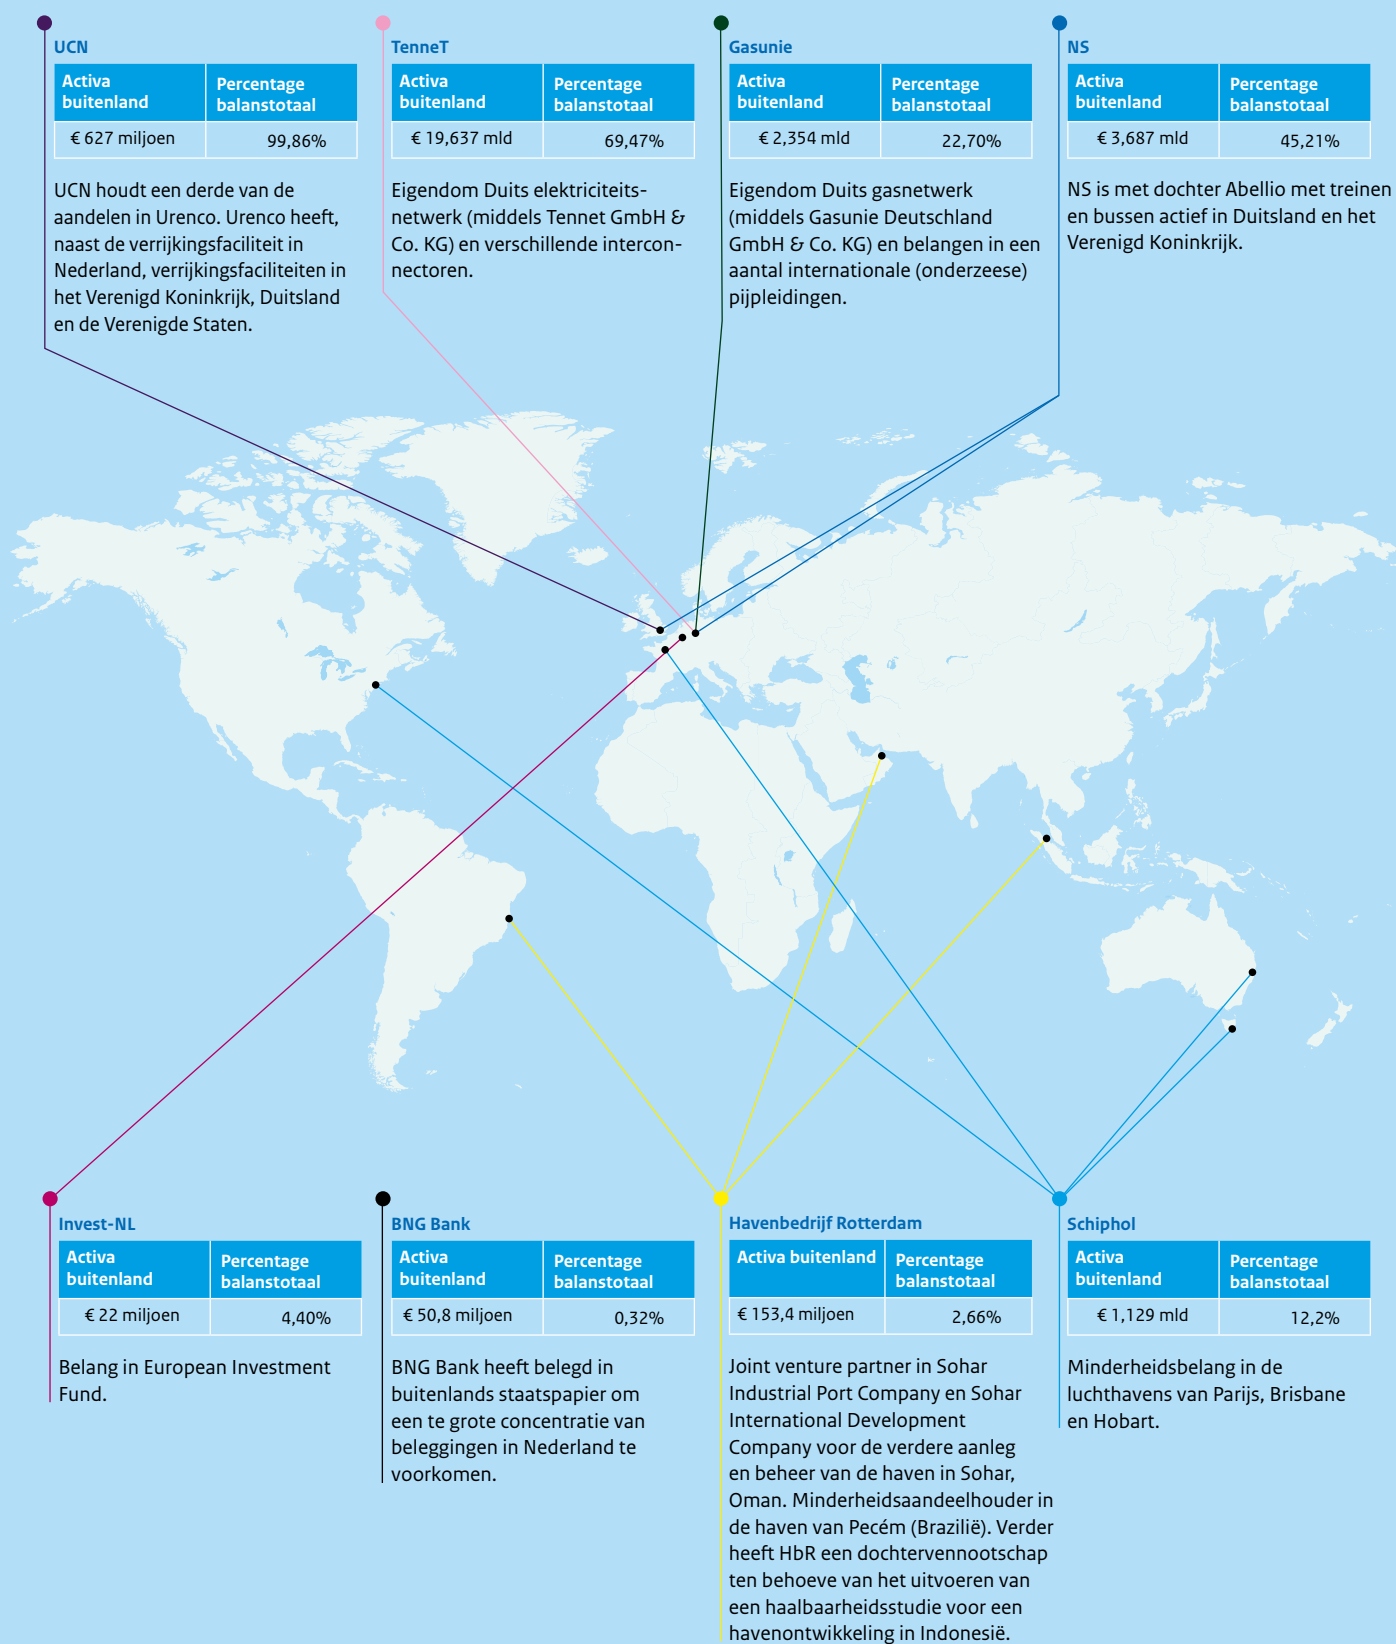 UCN
Activa
buitenland
Percentage
balanstotaal
€ 627 miljoen
99,86%
UCN houdt een derde van de
aandelen in Urenco. Urenco heeft,
naast de verrijkingsfaciliteit in
Nederland, verrijkingsfaciliteiten in
het Verenigd Koninkrijk, Duitsland
en de Verenigde Staten.
TenneT
Activa
buitenland
Percentage
balanstotaal
€ 19,637 mld
69,47%
Eigendom Duits elektriciteits-
netwerk (middels Tennet GmbH &
Co. KG) en verschillende intercon-
nectoren.
Gasunie
Activa
buitenland
Percentage
balanstotaal
€ 2,354 mld
22,70%
Eigendom Duits gasnetwerk
(middels Gasunie Deutschland
GmbH & Co. KG) en belangen in een
aantal internationale (onderzeese)
pijpleidingen.
NS
Activa
buitenland
Percentage
balanstotaal
€ 3,687 mld
45,21%
NS is met dochter Abellio met treinen
en bussen actief in Duitsland en het
Verenigd Koninkrijk.
Invest-NL
Activa
buitenland
Percentage
balanstotaal
€ 22 miljoen
4,40%
Belang in European Investment
Fund.
BNG Bank
Activa
buitenland
Percentage
balanstotaal
€ 50,8 miljoen
0,32%
BNG Bank heeft belegd in
buitenlands staatspapier om
een te grote concentratie van
beleggingen in Nederland te
voorkomen.
Havenbedrijf Rotterdam
Activa buitenland
Percentage
balanstotaal
€ 153,4 miljoen
2,66%
Joint venture partner in Sohar
Industrial Port Company en Sohar
International Development
Company voor de verdere aanleg
en beheer van de haven in Sohar,
Oman. Minderheidsaandeelhouder in
de haven van Pecém (Brazilië). Verder
heeft HbR een dochtervennootschap
ten behoeve van het uitvoeren van
een haalbaarheidsstudie voor een
havenontwikkeling in Indonesië.
Schiphol
Activa
buitenland
Percentage
balanstotaal
€ 1,129 mld
12,2%
Minderheidsbelang in de
luchthavens van Parijs, Brisbane
en Hobart.